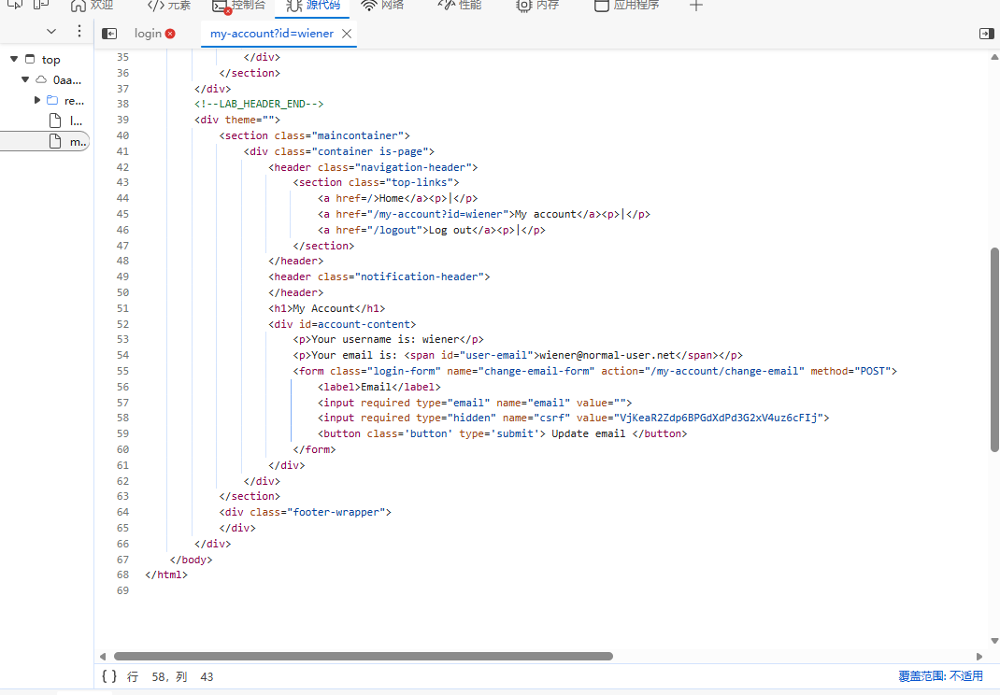 欢迎 元素 控制台 源代码 网络 性能 内存 应用程序
login my-account?id=wiener
top
0aa...
re...
l...
m..
35 </div>
36 </section>
37 </div>
38 <!--LAB_HEADER_END-->
39 <div theme="">
40 <section class="maincontainer">
41 <div class="container is-page">
42 <header class="navigation-header">
43 <section class="top-links">
44 <a href=/>Home</a><p>|</p>
45 <a href="/my-account?id=wiener">My account</a><p>|</p>
46 <a href="/logout">Log out</a><p>|</p>
47 </section>
48 </header>
49 <header class="notification-header">
50 </header>
51 <h1>My Account</h1>
52 <div id=account-content>
53 <p>Your username is: wiener</p>
54 <p>Your email is: <span id="user-email">wiener@normal-user.net</span></p>
55 <form class="login-form" name="change-email-form" action="/my-account/change-email" method="POST">
56 <label>Email</label>
57 <input required type="email" name="email" value="">
58 <input required type="hidden" name="csrf" value="VjKeaR2Zdp6BPGdXdPd3G2xV4uz6cFIj">
59 <button class='button' type='submit'> Update email </button>
60 </form>
61 </div>
62 </div>
63 </section>
64 <div class="footer-wrapper">
65 </div>
66 </div>
67 </body>
68 </html>
69
{ } 行 58, 列 43 覆盖范围: 不适用